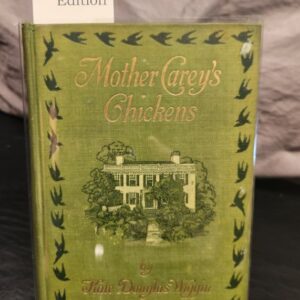 Edition
Mother Carey's
Chickens
by
Kate Douglas Wiggin